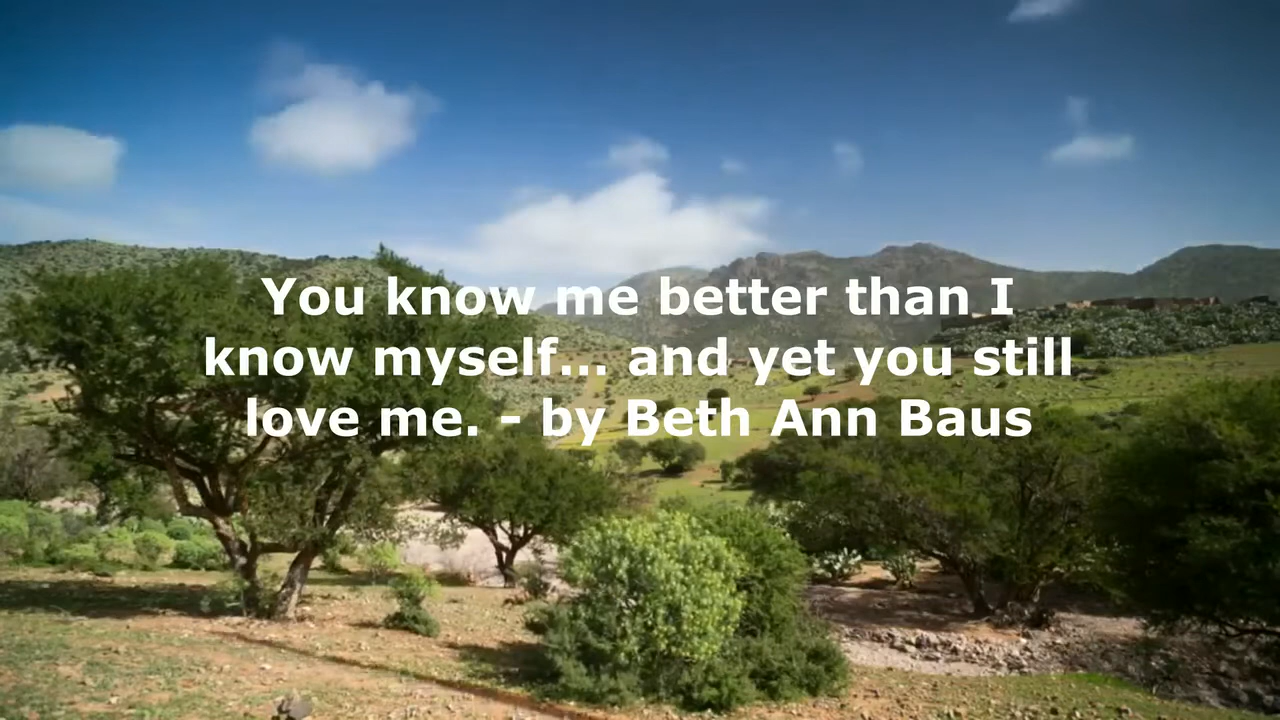 You know me better than I
know myself... and yet you still
love me. - by Beth Ann Baus